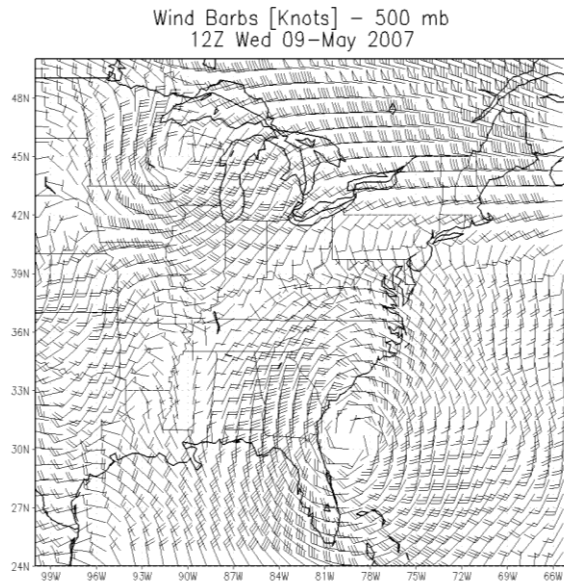 Wind Barbs [Knots] – 500 mb
12Z Wed 09–May 2007
48N
45N
42N
39N
36N
33N
30N
27N
24N
99W 96W 93W 90W 87W 84W 81W 78W 75W 72W 69W 66W